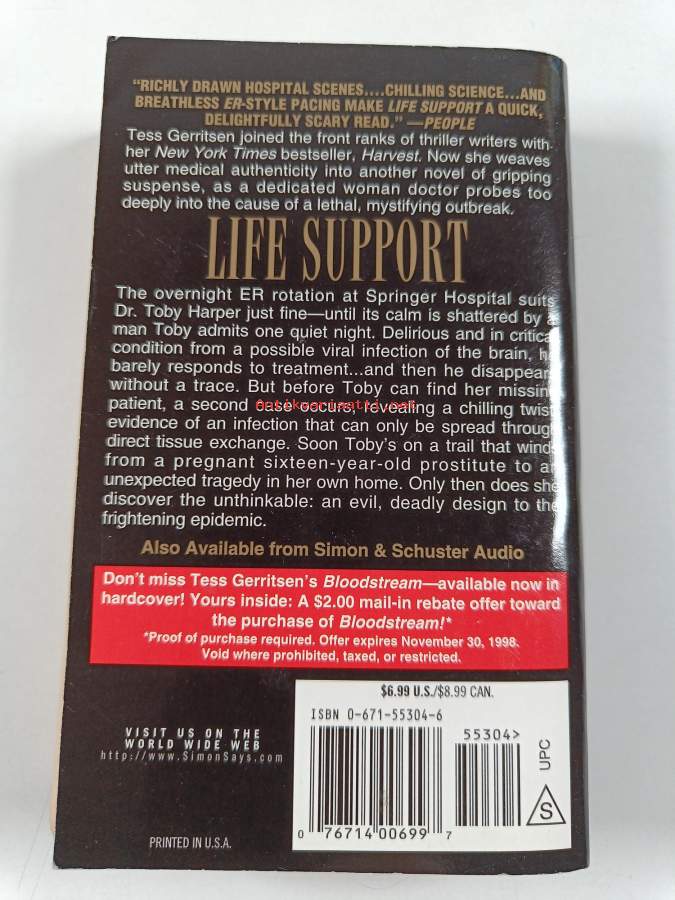 “RICHLY DRAWN HOSPITAL SCENES....CHILLING SCIENCE...AND
BREATHLESS ER-STYLE PACING MAKE LIFE SUPPORT A QUICK,
DELIGHTFULLY SCARY READ.” —PEOPLE
Tess Gerritsen joined the front ranks of thriller writers with
her New York Times bestseller, Harvest. Now she weaves
utter medical authenticity into another novel of gripping
suspense, as a dedicated woman doctor probes too
deeply into the cause of a lethal, mystifying outbreak.
LIFE SUPPORT
The overnight ER rotation at Springer Hospital suits
Dr. Toby Harper just fine—until its calm is shattered by a
man Toby admits one quiet night. Delirious and in critica
condition from a possible viral infection of the brain, h
barely responds to treatment...and then he disappear
without a trace. But before Toby can find her missin
patient, a second case occurs, revealing a chilling twis
Antikvariaatti.net
evidence of an infection that can only be spread throug
direct tissue exchange. Soon Toby's on a trail that wind
from a pregnant sixteen-year-old prostitute to a
unexpected tragedy in her own home. Only then does she
discover the unthinkable: an evil, deadly design to the
frightening epidemic.
Also Available from Simon & Schuster Audio
Don't miss Tess Gerritsen's Bloodstream—available now in
hardcover! Yours inside: A $2.00 mail-in rebate offer toward
the purchase of Bloodstream!*
*Proof of purchase required. Offer expires November 30, 1998.
Void where prohibited, taxed, or restricted.
$6.99 U.S./$8.99 CAN.
ISBN 0-671-55304-6
55304>
UPC
S
0 76714 00699 7
VISIT US ON THE
WORLD WIDE WEB
http://www.SimonSays.com
PRINTED IN U.S.A.